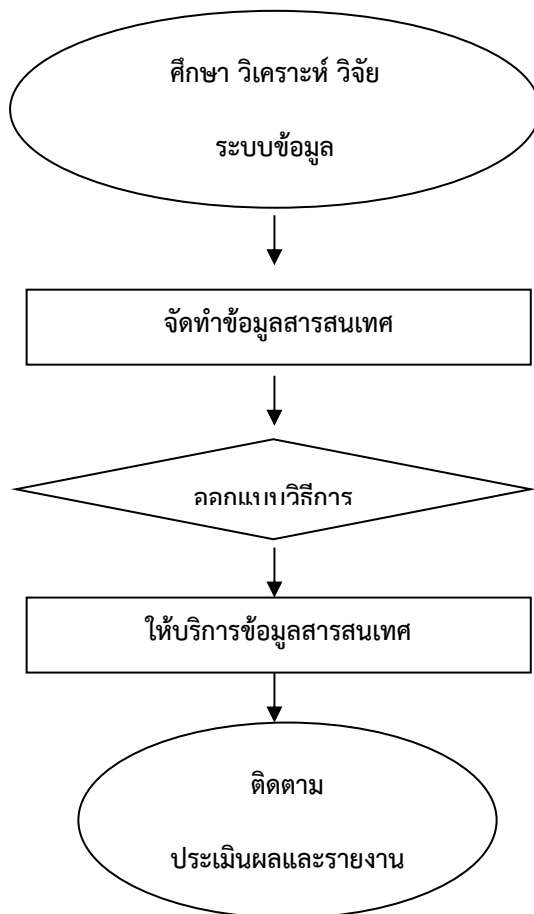 ศึกษา วิเคราะห์ วิจัย
ระบบข้อมูล
จัดทำข้อมูลสารสนเทศ
ออกแบบวิธีการ
ให้บริการข้อมูลสารสนเทศ
ติดตาม
ประเมินผลและรายงาน